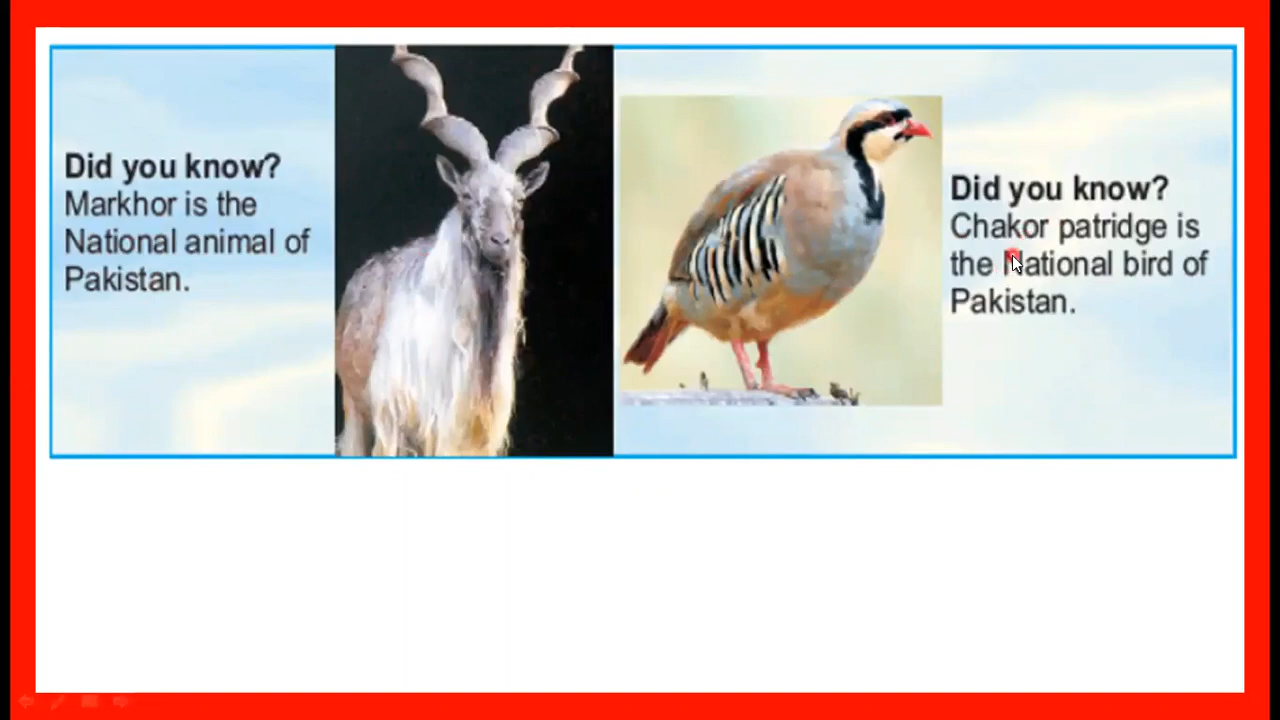 Did you know?
Markhor is the
National animal of
Pakistan.
Did you know?
Chakor patridge is
the National bird of
Pakistan.